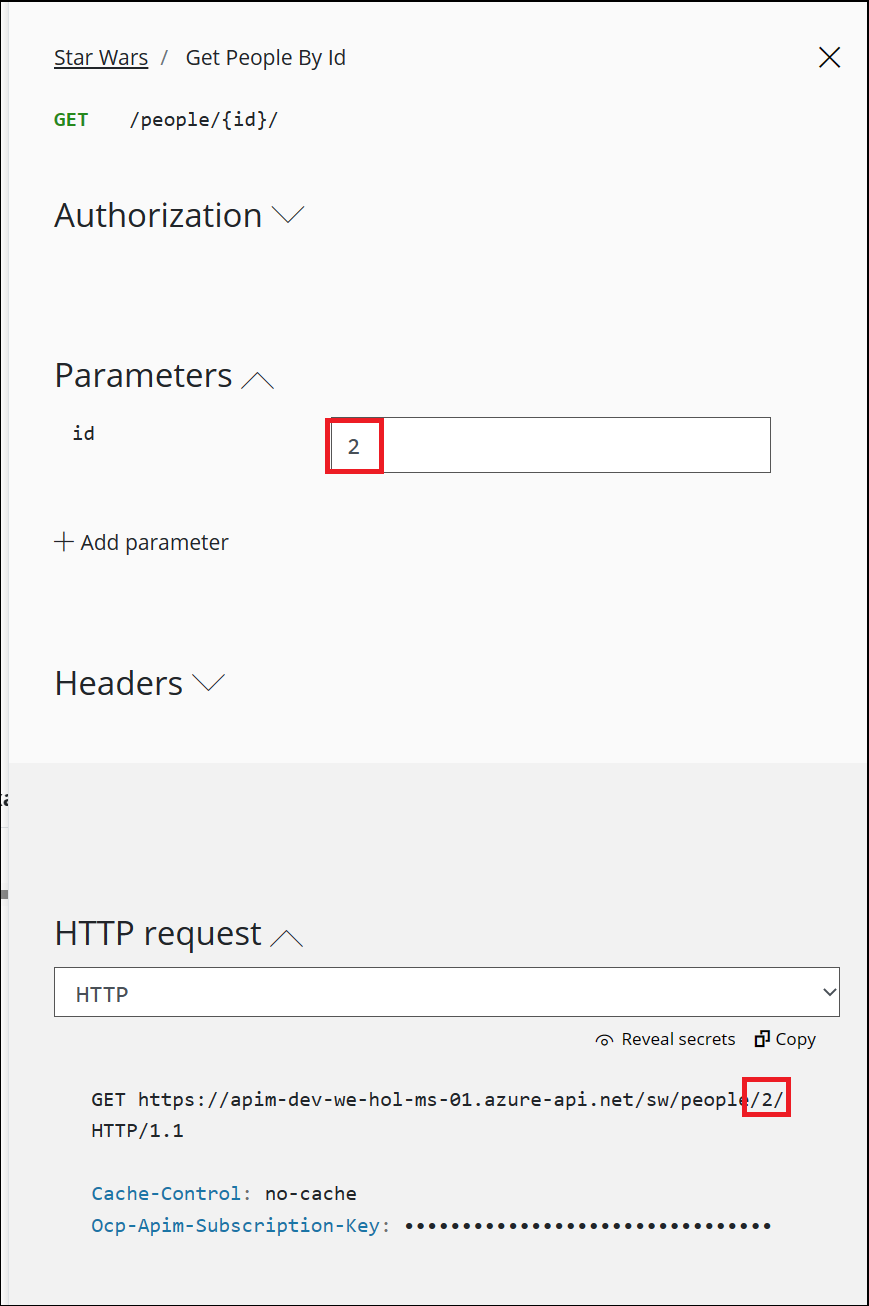 Star Wars / Get People By Id
GET /people/{id}/
Authorization
Parameters
id 2
+ Add parameter
Headers
HTTP request
HTTP
Reveal secrets Copy
GET https://apim-dev-we-hol-ms-01.azure-api.net/sw/people/2/
HTTP/1.1
Cache-Control: no-cache
Ocp-Apim-Subscription-Key: ••••••••••••••••••••••••••••••••